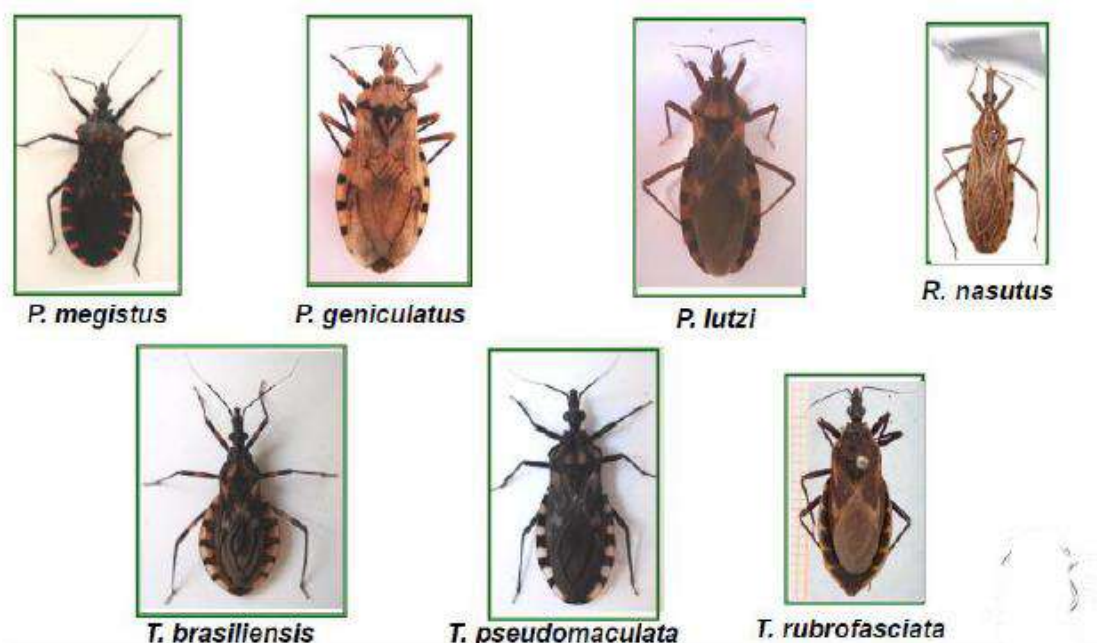 P. megistus
P. geniculatus
P. lutzi
R. nasutus
T. brasiliensis
T. pseudomaculata
T. rubrofasciata